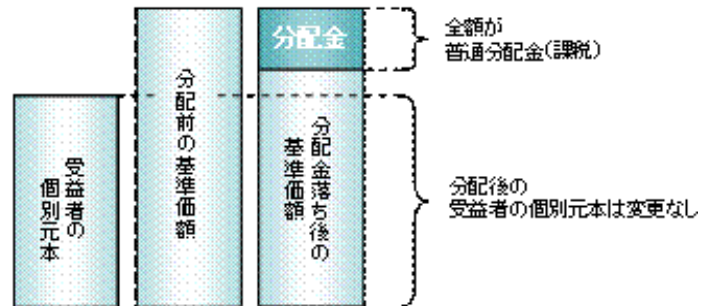 受益者の
個別元本
分配前の基準価額
分配金
分配金落ち後の
基準価額
全額が
普通分配金(課税)
分配後の
受益者の個別元本は変更なし